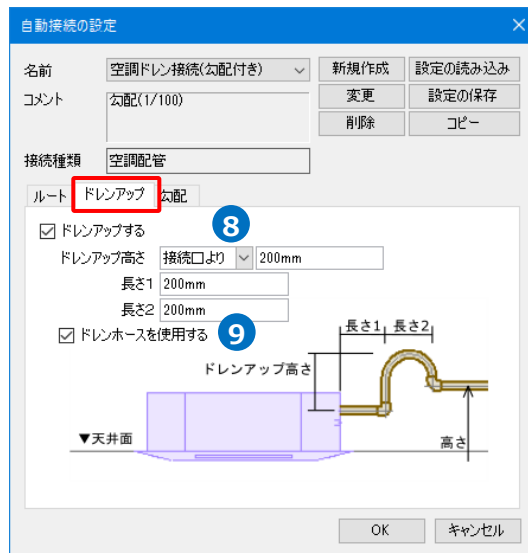 自動接続の設定
名前 空調ドレン接続(勾配付き) 新規作成 設定の読み込み
コメント 勾配(1/100) 変更 設定の保存
削除 コピー
接続種類 空調配管
ルート ドレンアップ 勾配
ドレンアップする 8
ドレンアップ高さ 接続口より 200mm
長さ1 200mm
長さ2 200mm
ドレンホースを使用する 9
長さ1 長さ2
ドレンアップ高さ
▼天井面
高さ
OK キャンセル